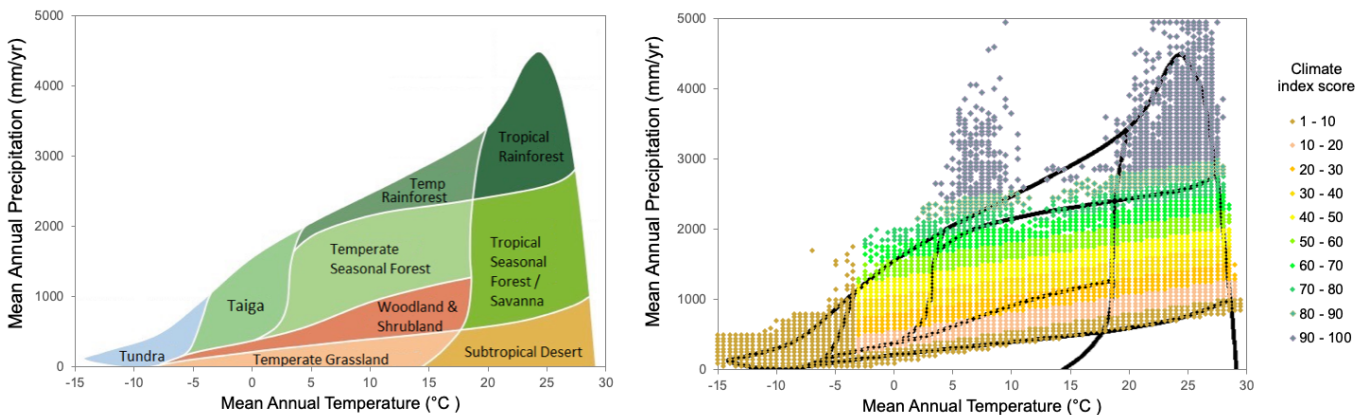 5000
4000
3000
2000
1000
0
Mean Annual Precipitation (mm/yr)
Tropical
Rainforest
Temp
Rainforest
Temperate
Seasonal Forest
Tropical
Seasonal
Forest /
Savanna
Taiga
Woodland &
Shrubland
Tundra
Temperate Grassland
Subtropical Desert
-15 -10 -5 0 5 10 15 20 25 30
Mean Annual Temperature (°C )
5000
4000
3000
2000
1000
0
Mean Annual Precipitation (mm/yr)
-15 -10 -5 0 5 10 15 20 25 30
Mean Annual Temperature (°C )
Climate
index score
1 - 10
10 - 20
20 - 30
30 - 40
40 - 50
50 - 60
60 - 70
70 - 80
80 - 90
90 - 100